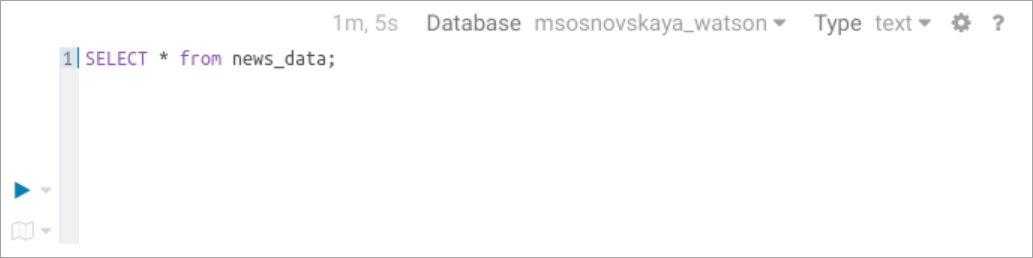 1m, 5s Database msosnovskaya_watson Type text ?
1 SELECT * from news_data;